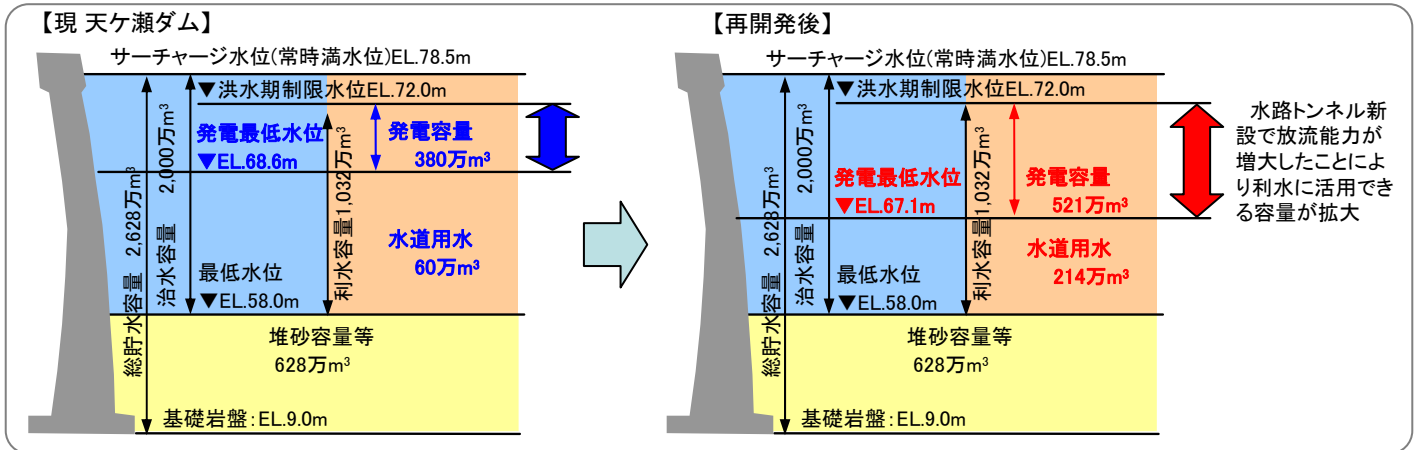 【現 天ケ瀬ダム】
サーチャージ水位(常時満水位)EL.78.5m
▼洪水期制限水位EL.72.0m
発電最低水位
▼EL.68.6m
発電容量
380万m³
総貯水容量 2,628万m³
治水容量 2,000万m³
利水容量1,032万m³
水道用水
60万m³
最低水位
▼EL.58.0m
堆砂容量等
628万m³
基礎岩盤：EL.9.0m
【再開発後】
サーチャージ水位(常時満水位)EL.78.5m
▼洪水期制限水位EL.72.0m
発電最低水位
▼EL.67.1m
発電容量
521万m³
総貯水容量 2,628万m³
治水容量 2,000万m³
利水容量1,032万m³
水道用水
214万m³
最低水位
▼EL.58.0m
堆砂容量等
628万m³
基礎岩盤：EL.9.0m
水路トンネル新
設で放流能力が
増大したことによ
り利水に活用でき
る容量が拡大